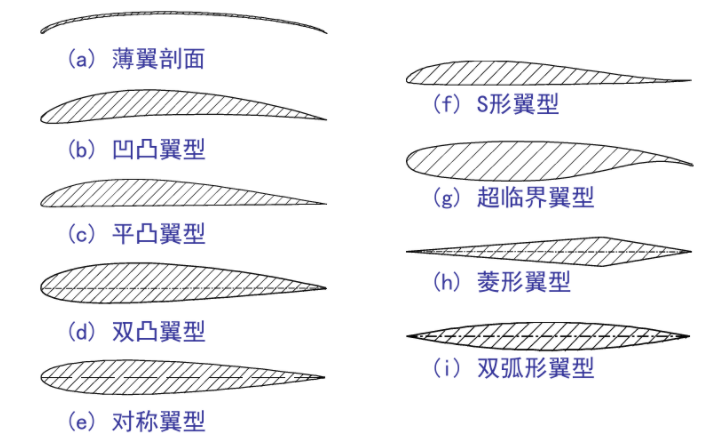 (a) 薄翼剖面
(b) 凹凸翼型
(c) 平凸翼型
(d) 双凸翼型
(e) 对称翼型
(f) S形翼型
(g) 超临界翼型
(h) 菱形翼型
(i) 双弧形翼型